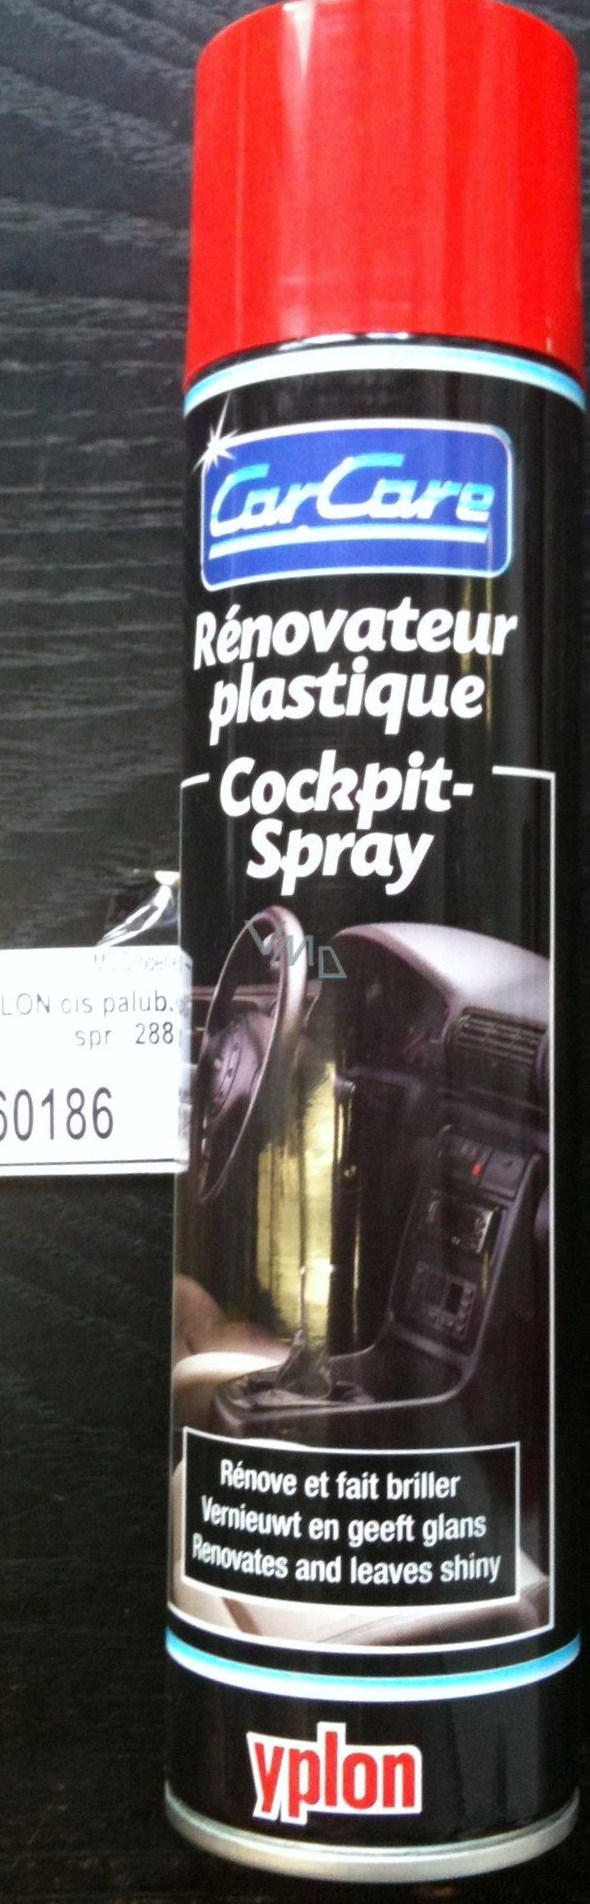 CarCare
Rénovateur
plastique
Cockpit-
Spray
VMD
LON cis palub.
spr 288
60186
Rénove et fait briller
Vernieuwt en geeft glans
Renovates and leaves shiny
yplon